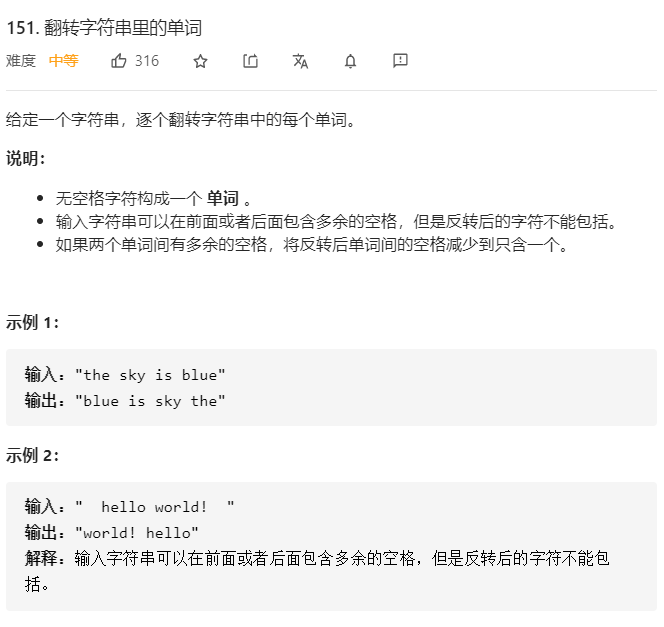 151. 翻转字符串里的单词
难度 中等 316
给定一个字符串，逐个翻转字符串中的每个单词。
说明：
无空格字符构成一个 单词 。
输入字符串可以在前面或者后面包含多余的空格，但是反转后的字符不能包括。
如果两个单词间有多余的空格，将反转后单词间的空格减少到只含一个。
示例 1：
输入："the sky is blue"
输出："blue is sky the"
示例 2：
输入："  hello world!  "
输出："world! hello"
解释：输入字符串可以在前面或者后面包含多余的空格，但是反转后的字符不能包
括。